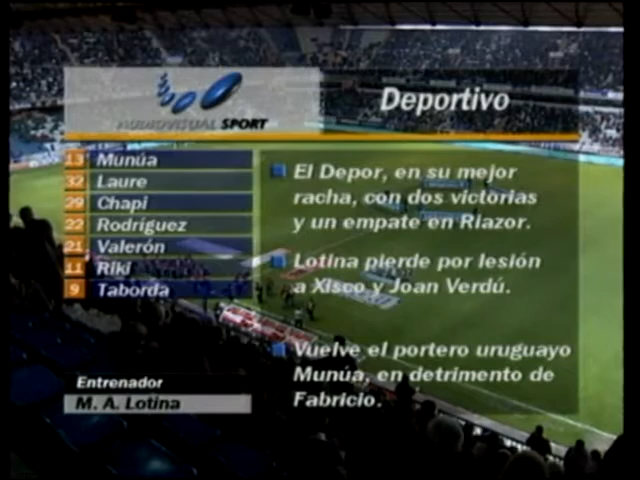 AUDIOVISUAL SPORT
Deportivo
13 Munúa
32 Laure
29 Chapi
22 Rodríguez
21 Valerón
11 Riki
9 Taborda
Entrenador
M. A. Lotina
El Depor, en su mejor
racha, con dos victorias
y un empate en Riazor.
Lotina pierde por lesión
a Xisco y Joan Verdú.
Vuelve el portero uruguayo
Munúa, en detrimento de
Fabricio.